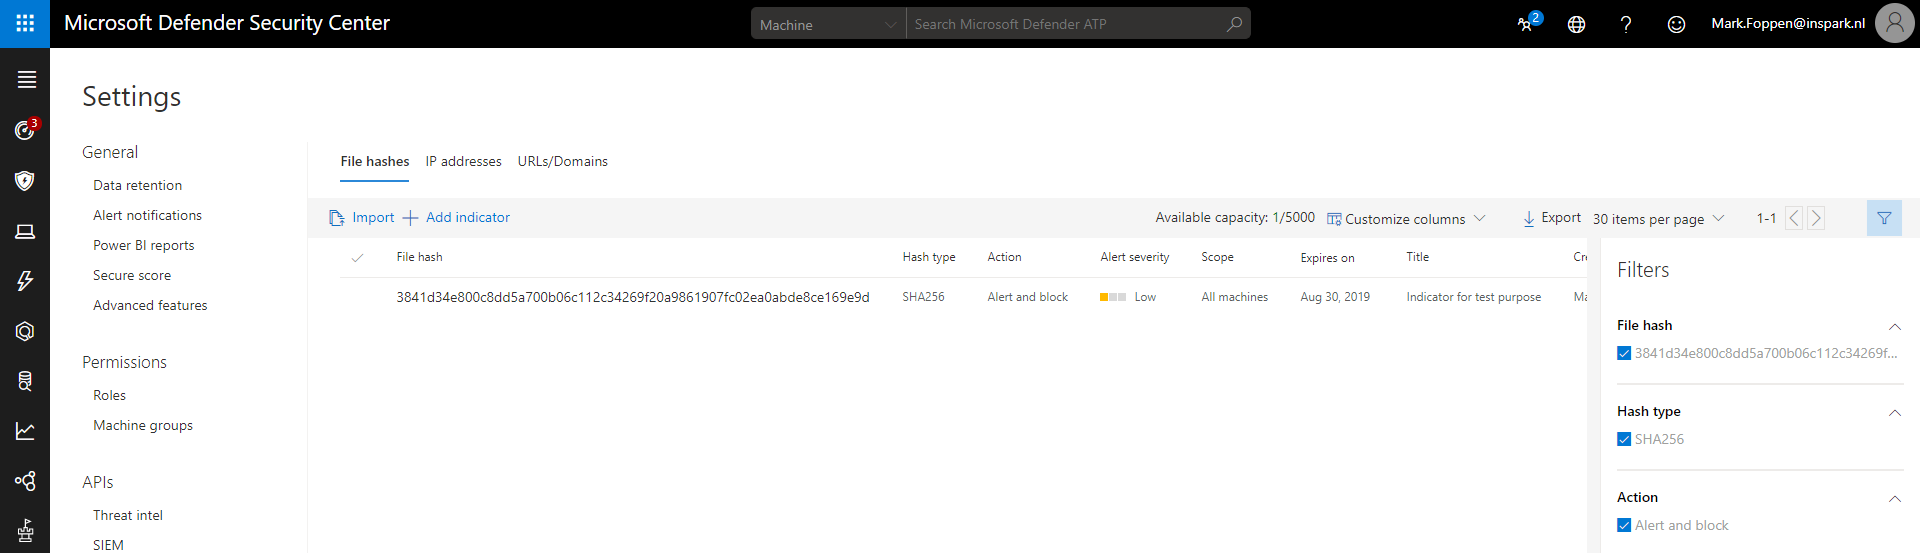 Microsoft Defender Security Center
Machine
Search Microsoft Defender ATP
2
?
Mark.Foppen@inspark.nl
3
Settings
General
Data retention
Alert notifications
Power BI reports
Secure score
Advanced features
Permissions
Roles
Machine groups
APIs
Threat intel
SIEM
File hashes IP addresses URLs/Domains
Import Add indicator Available capacity: 1/5000 Customize columns Export 30 items per page 1-1
File hash Hash type Action Alert severity Scope Expires on Title Cre
3841d34e800c8dd5a700b06c112c34269f20a9861907fc02ea0abde8ce169e9d SHA256 Alert and block Low All machines Aug 30, 2019 Indicator for test purpose Ma
Filters
File hash
3841d34e800c8dd5a700b06c112c34269f...
Hash type
SHA256
Action
Alert and block